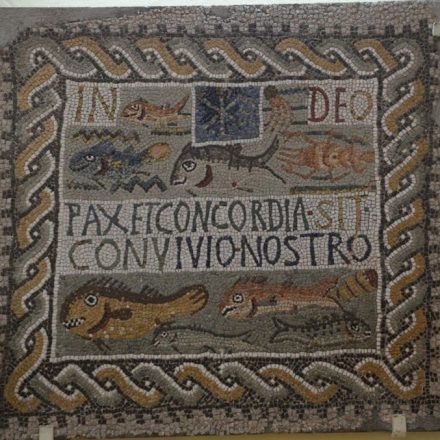 IN DEO
PAX ET CONCORDIA · SIT
CONVIVIO NOSTRO